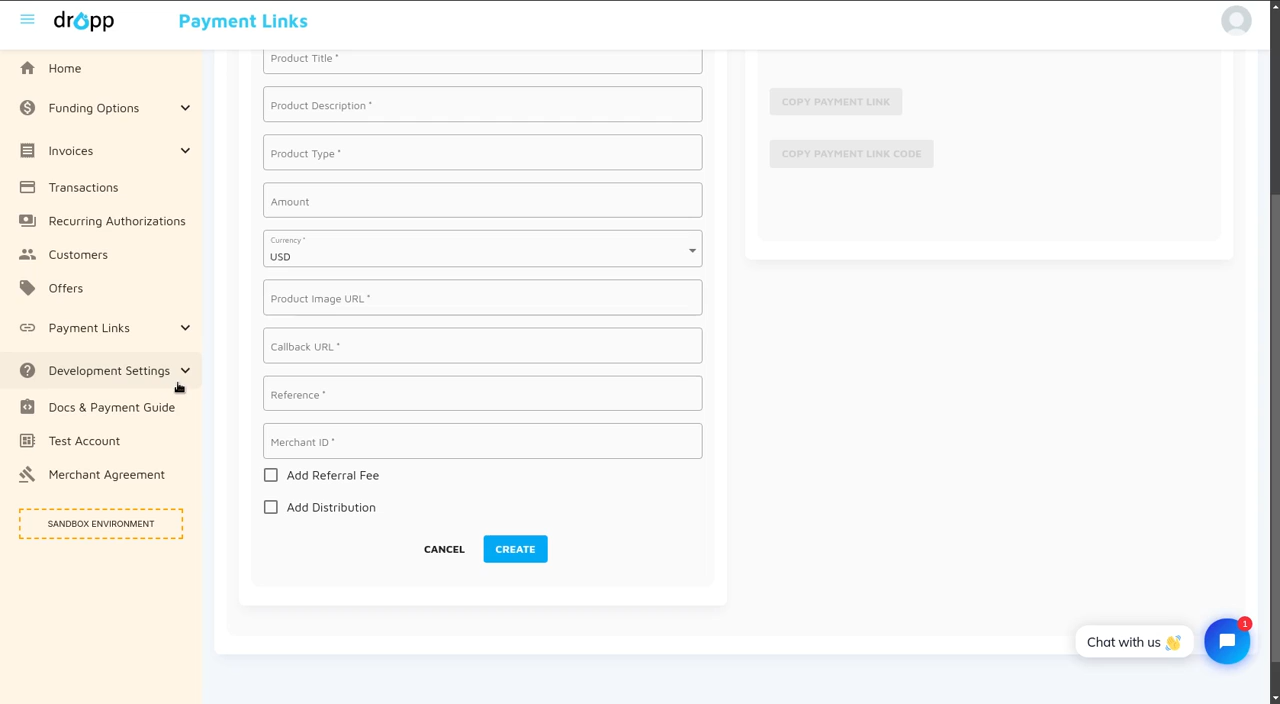 dropp
Payment Links
Home
Funding Options
Invoices
Transactions
Recurring Authorizations
Customers
Offers
Payment Links
Development Settings
Docs & Payment Guide
Test Account
Merchant Agreement
SANDBOX ENVIRONMENT
Product Title *
Product Description *
Product Type *
Amount
Currency *
USD
Product Image URL *
Callback URL *
Reference *
Merchant ID *
Add Referral Fee
Add Distribution
CANCEL
CREATE
COPY PAYMENT LINK
COPY PAYMENT LINK CODE
Chat with us 👋
1